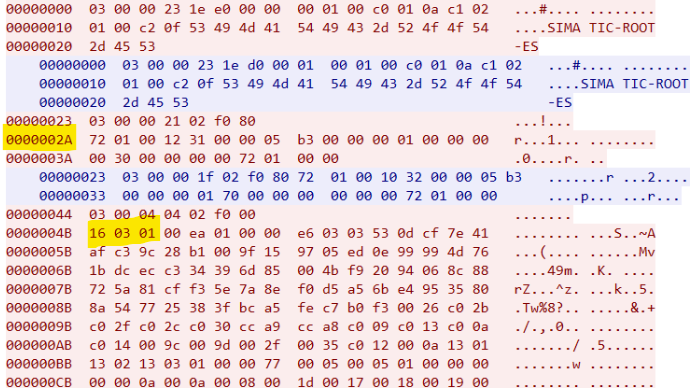 00000000 03 00 00 23 1e e0 00 00 00 01 00 c0 01 0a c1 02 ...#.... ........
00000010 01 00 c2 0f 53 49 4d 41 54 49 43 2d 52 4f 4f 54 ....SIMA TIC-ROOT
00000020 2d 45 53 -ES
00000000 03 00 00 23 1e d0 00 01 00 01 00 c0 01 0a c1 02 ...#.... ........
00000010 01 00 c2 0f 53 49 4d 41 54 49 43 2d 52 4f 4f 54 ....SIMA TIC-ROOT
00000020 2d 45 53 -ES
00000023 03 00 00 21 02 f0 80 ...!...
0000002A 72 01 00 12 31 00 00 05 b3 00 00 00 01 00 00 00 r...1... ........
0000003A 00 30 00 00 00 00 72 01 00 00 .0....r. ..
00000023 03 00 00 1f 02 f0 80 72 01 00 10 32 00 00 05 b3 .......r ...2....
00000033 00 00 00 01 70 00 00 00 00 00 00 72 01 00 00 ....p... ...r...
00000044 03 00 04 04 02 f0 00 .......
0000004B 16 03 01 00 ea 01 00 00 e6 03 03 53 0d cf 7e 41 ........ ...S..~A
0000005B af c3 9c 28 b1 00 9f 15 97 05 ed 0e 99 99 4d 76 ...(.... ......Mv
0000006B 1b dc ec c3 34 39 6d 85 00 4b f9 20 94 06 8c 88 ....49m. .K. ....
0000007B 72 5a 81 cf f3 5e 7a 8e f0 d5 a5 6b e4 95 35 80 rZ...^z. ...k..5.
0000008B 8a 54 77 25 38 3f bc a5 fe c7 b0 f3 00 26 c0 2b .Tw%8?.. .....&.+
0000009B c0 2f c0 2c c0 30 cc a9 cc a8 c0 09 c0 13 c0 0a ./.,.0.. ........
000000AB c0 14 00 9c 00 9d 00 2f 00 35 c0 12 00 0a 13 01 ......./ .5......
000000BB 13 02 13 03 01 00 00 77 00 05 00 05 01 00 00 00 .......w ........
000000CB 00 00 0a 00 0a 00 08 00 1d 00 17 00 18 00 19 00 ........ ........